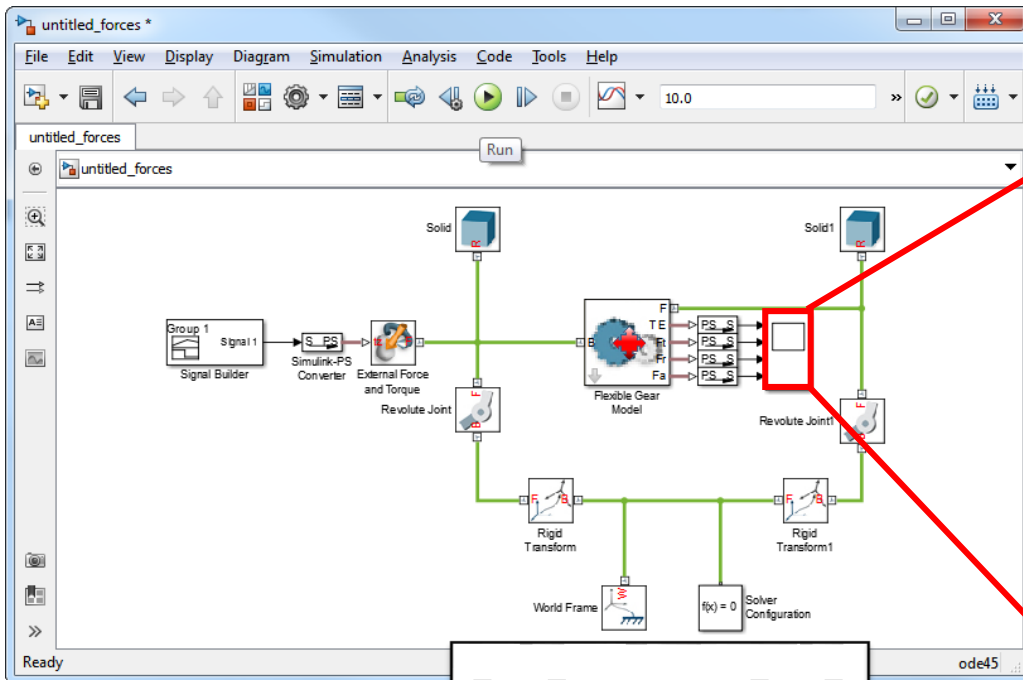 untitled_forces *
File Edit View Display Diagram Simulation Analysis Code Tools Help
10.0
»
untitled_forces
Run
untitled_forces
Solid
R
Solid1
R
Group 1
Signal 1
Signal Builder
S PS
Simulink-PS
Converter
External Force
and Torque
B
F
TE
Fr
Fa
PS S
PS S
PS S
PS S
Flexible Gear
Model
Revolute Joint
F
B
Revolute Joint1
F
F B
Rigid
Transform
F B
Rigid
Transform1
World Frame
W
f(x) = 0
Solver
Configuration
Ready
ode45